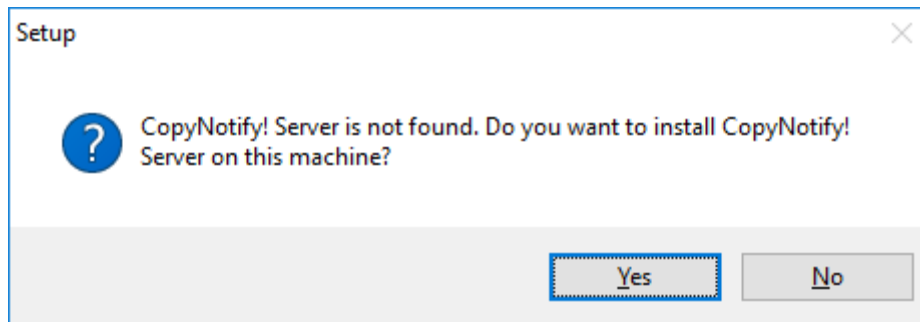 Setup
CopyNotify! Server is not found. Do you want to install CopyNotify!
Server on this machine?
Yes
No